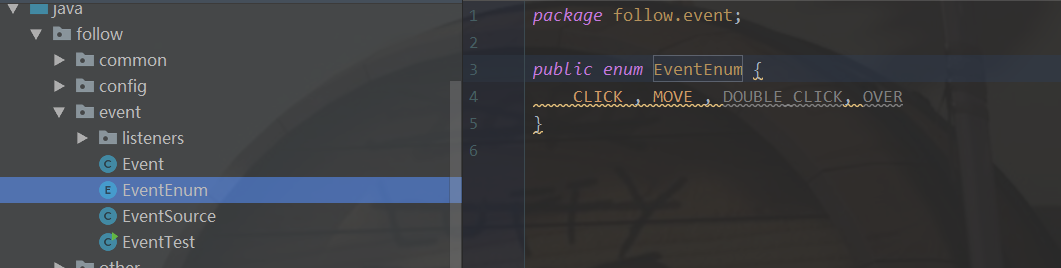 java
follow
common
config
event
listeners
Event
EventEnum
EventSource
EventTest
other
1 package follow.event;
2
3 public enum EventEnum {
4 CLICK , MOVE , DOUBLE_CLICK, OVER
5 }
6